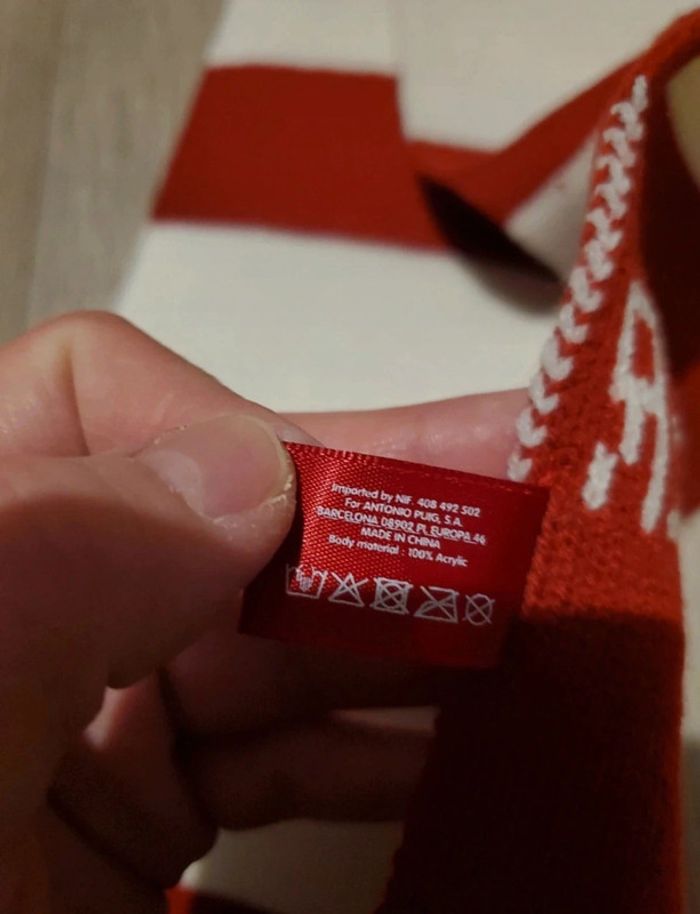 Imported by NIF. 408 492 502
For ANTONIO PUIG, S.A.
BARCELONA 08902 PL EUROPA 46
MADE IN CHINA
Body material : 100% Acrylic